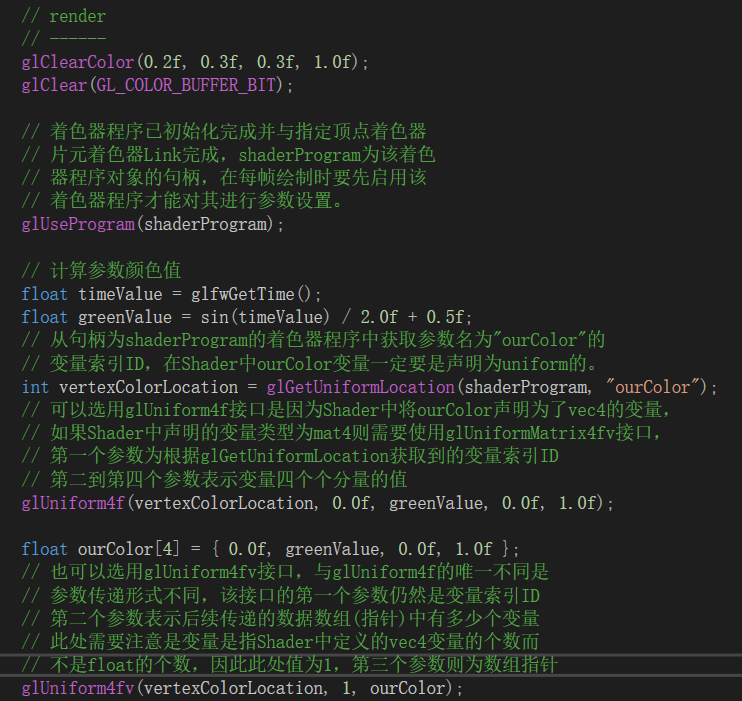 // render
// ------
glClearColor(0.2f, 0.3f, 0.3f, 1.0f);
glClear(GL_COLOR_BUFFER_BIT);
// 着色器程序已初始化完成并与指定顶点着色器
// 片元着色器Link完成，shaderProgram为该着色
// 器程序对象的句柄，在每帧绘制时要先启用该
// 着色器程序才能对其进行参数设置。
glUseProgram(shaderProgram);
// 计算参数颜色值
float timeValue = glfwGetTime();
float greenValue = sin(timeValue) / 2.0f + 0.5f;
// 从句柄为shaderProgram的着色器程序中获取参数名为"ourColor"的
// 变量索引ID，在Shader中ourColor变量一定要是声明为uniform的。
int vertexColorLocation = glGetUniformLocation(shaderProgram, "ourColor");
// 可以选用glUniform4f接口是因为Shader中将ourColor声明为了vec4的变量，
// 如果Shader中声明的变量类型为mat4则需要使用glUniformMatrix4fv接口，
// 第一个参数为根据glGetUniformLocation获取到的变量索引ID
// 第二到第四个参数表示变量四个个分量的值
glUniform4f(vertexColorLocation, 0.0f, greenValue, 0.0f, 1.0f);
float ourColor[4] = { 0.0f, greenValue, 0.0f, 1.0f };
// 也可以选用glUniform4fv接口，与glUniform4f的唯一不同是
// 参数传递形式不同，该接口的第一个参数仍然是变量索引ID
// 第二个参数表示后续传递的数据数组(指针)中有多少个变量
// 此处需要注意是变量是指Shader中定义的vec4变量的个数而
// 不是float的个数，因此此处值为1，第三个参数则为数组指针
glUniform4fv(vertexColorLocation, 1, ourColor);